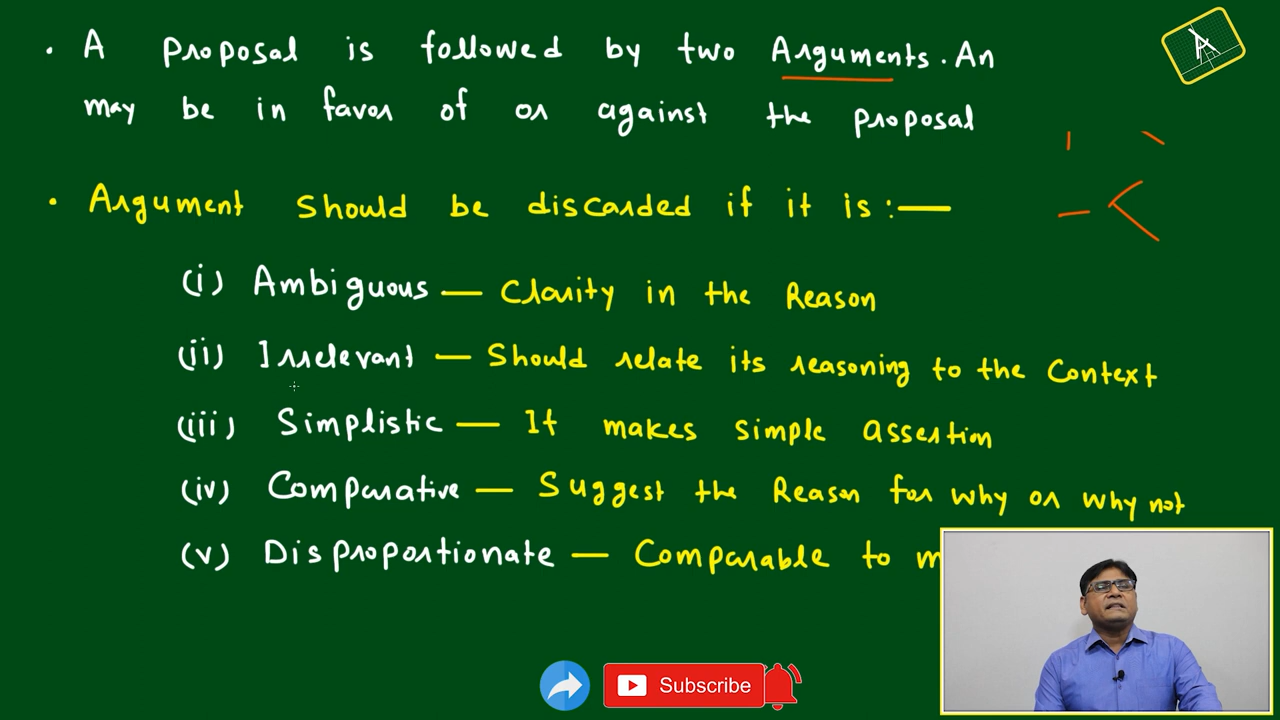 . A Proposal is followed by two Arguments. An
may be in favor of or against the proposal
. Argument should be discarded if it is :—
(i) Ambiguous — Clarity in the Reason
(ii) Irrelevant — Should relate its reasoning to the Context
(iii) Simplistic — It makes simple assertion
(iv) Comparative — Suggest the Reason for why or why not
(v) Disproportionate — Comparable to
Subscribe